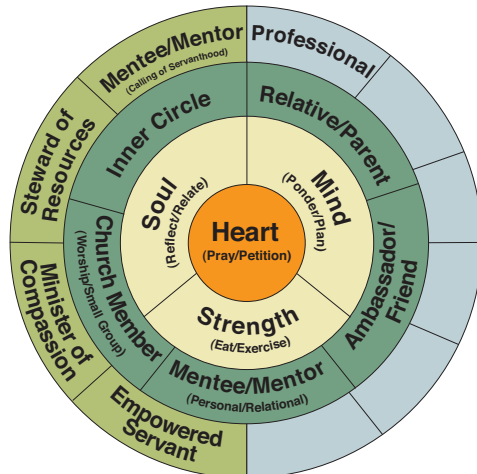 Mentee/Mentor
(Calling of Servanthood)
Professional
Steward of
Resources
Inner Circle
Relative/Parent
Soul
(Reflect/Relate)
Mind
(Ponder/Plan)
Heart
(Pray/Petition)
Church Member
(Worship/Small Group)
Ambassador/
Friend
Strength
(Eat/Exercise)
Minister of
Compassion
Mentee/Mentor
(Personal/Relational)
Empowered
Servant